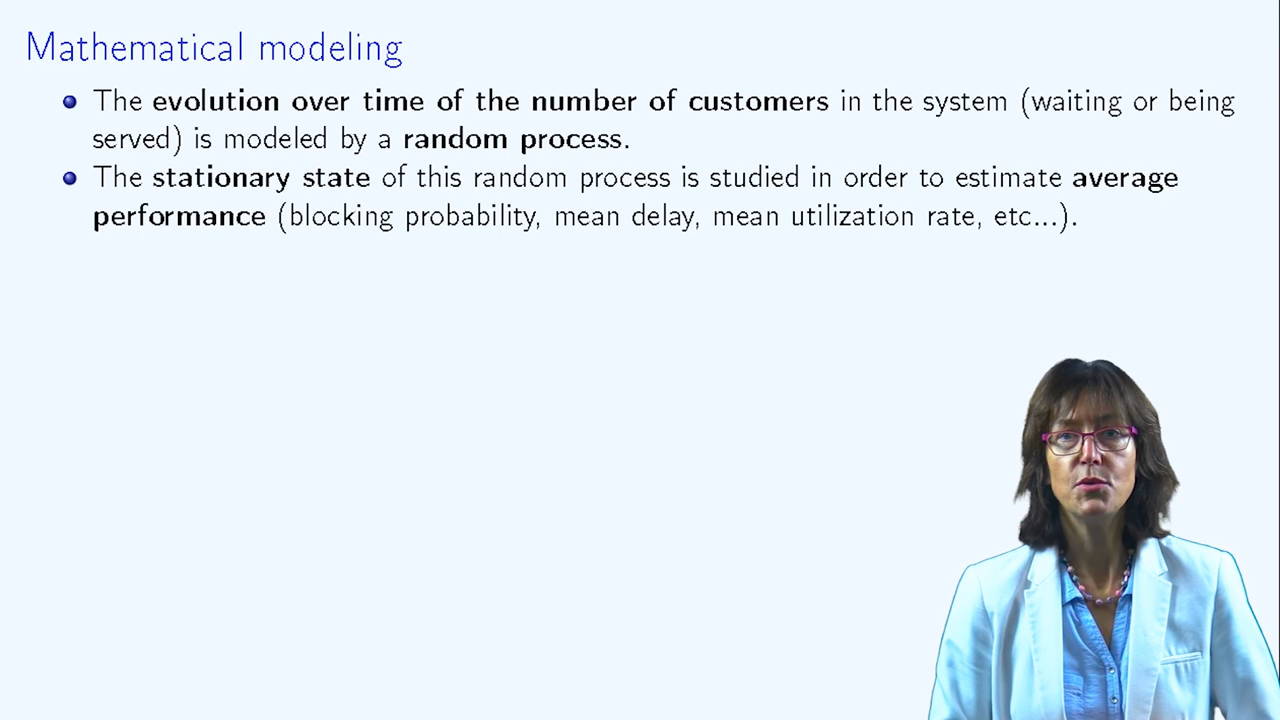 Mathematical modeling
The evolution over time of the number of customers in the system (waiting or being
served) is modeled by a random process.
The stationary state of this random process is studied in order to estimate average
performance (blocking probability, mean delay, mean utilization rate, etc...).